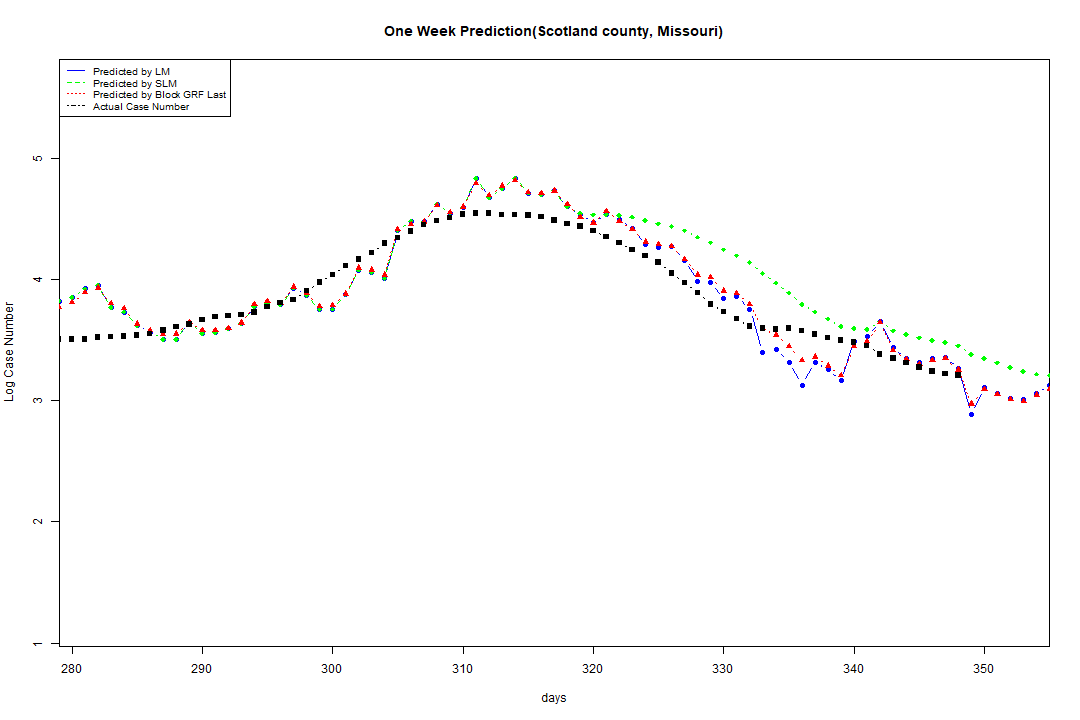 One Week Prediction(Scotland county, Missouri)
Predicted by LM
Predicted by SLM
Predicted by Block GRF Last
Actual Case Number
5
4
3
2
1
Log Case Number
280 290 300 310 320 330 340 350
days